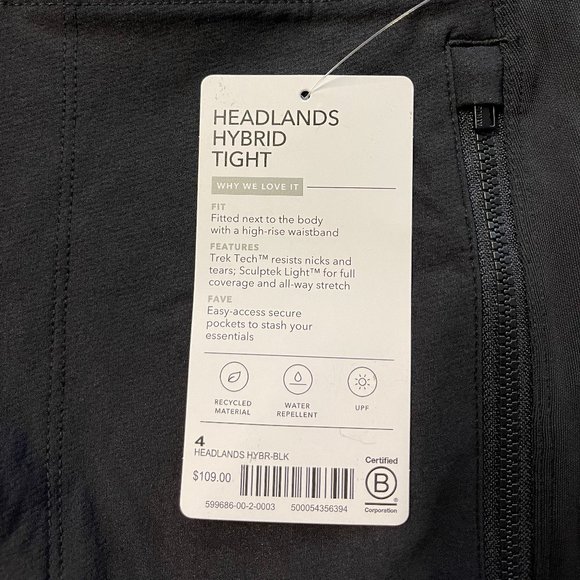 HEADLANDS
HYBRID
TIGHT
WHY WE LOVE IT
FIT
Fitted next to the body
with a high-rise waistband
FEATURES
Trek Tech™ resists nicks and
tears; Sculptek Light™ for full
coverage and all-way stretch
FAVE
Easy-access secure
pockets to stash your
essentials
RECYCLED
MATERIAL
WATER
REPELLENT
UPF
4
HEADLANDS HYBR-BLK
$109.00
599686-00-2-0003 500054356394
Certified
B
®
Corporation